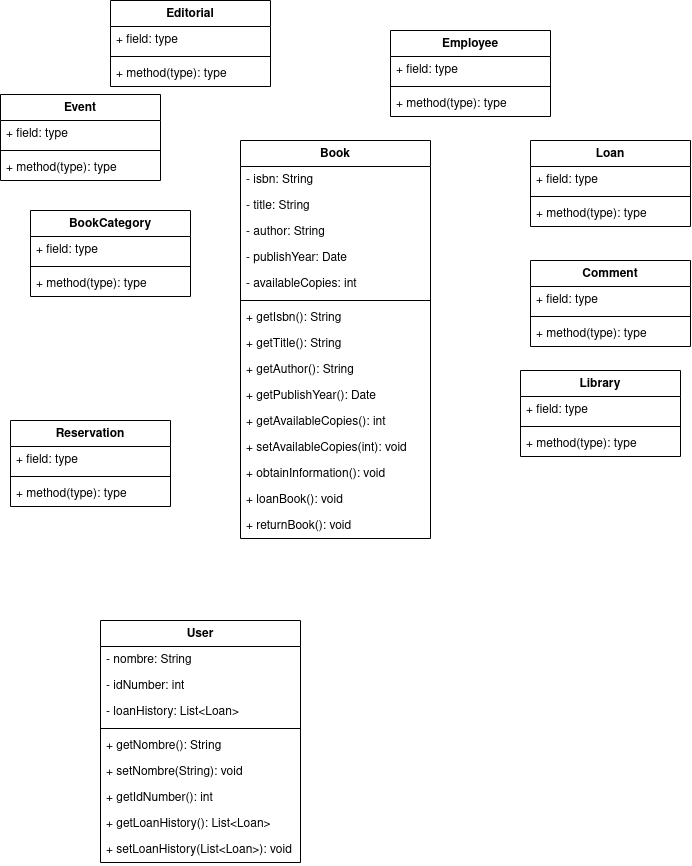 Editorial
+ field: type
+ method(type): type
Employee
+ field: type
+ method(type): type
Event
+ field: type
+ method(type): type
Book
- isbn: String
- title: String
- author: String
- publishYear: Date
- availableCopies: int
+ getIsbn(): String
+ getTitle(): String
+ getAuthor(): String
+ getPublishYear(): Date
+ getAvailableCopies(): int
+ setAvailableCopies(int): void
+ obtainInformation(): void
+ loanBook(): void
+ returnBook(): void
Loan
+ field: type
+ method(type): type
BookCategory
+ field: type
+ method(type): type
Comment
+ field: type
+ method(type): type
Library
+ field: type
+ method(type): type
Reservation
+ field: type
+ method(type): type
User
- nombre: String
- idNumber: int
- loanHistory: List<Loan>
+ getNombre(): String
+ setNombre(String): void
+ getIdNumber(): int
+ getLoanHistory(): List<Loan>
+ setLoanHistory(List<Loan>): void